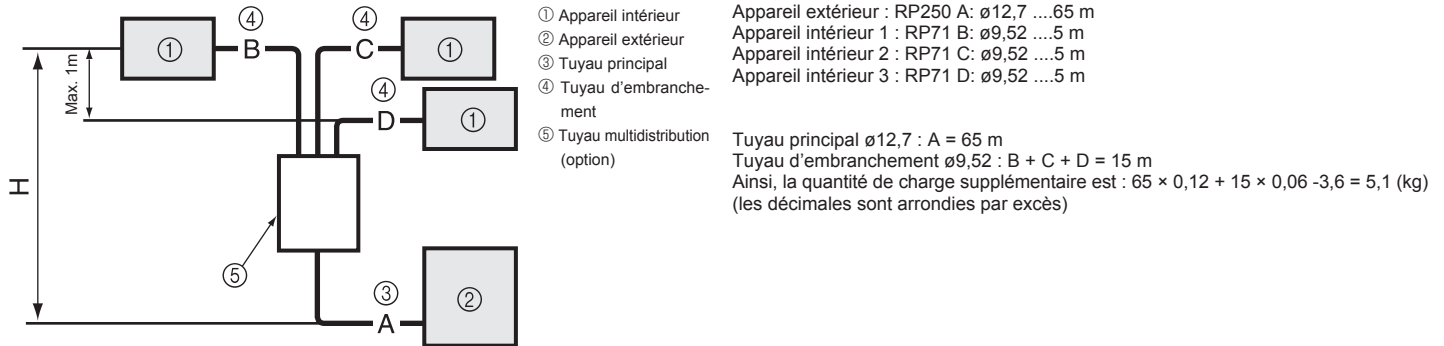 ④
B
④
C
①
①
Max. 1m
④
D
①
H
⑤
③
A
②
① Appareil intérieur
② Appareil extérieur
③ Tuyau principal
④ Tuyau d’embranche-
ment
⑤ Tuyau multidistribution
(option)
Appareil extérieur : RP250 A: ø12,7 ....65 m
Appareil intérieur 1 : RP71 B: ø9,52 ....5 m
Appareil intérieur 2 : RP71 C: ø9,52 ....5 m
Appareil intérieur 3 : RP71 D: ø9,52 ....5 m
Tuyau principal ø12,7 : A = 65 m
Tuyau d’embranchement ø9,52 : B + C + D = 15 m
Ainsi, la quantité de charge supplémentaire est : 65 × 0,12 + 15 × 0,06 -3,6 = 5,1 (kg)
(les décimales sont arrondies par excès)